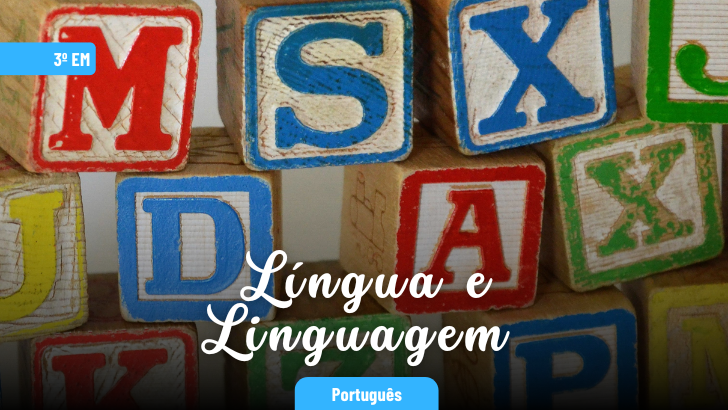 M S X J
3º EM
J D A X
Língua e
Linguagem
K P
Português